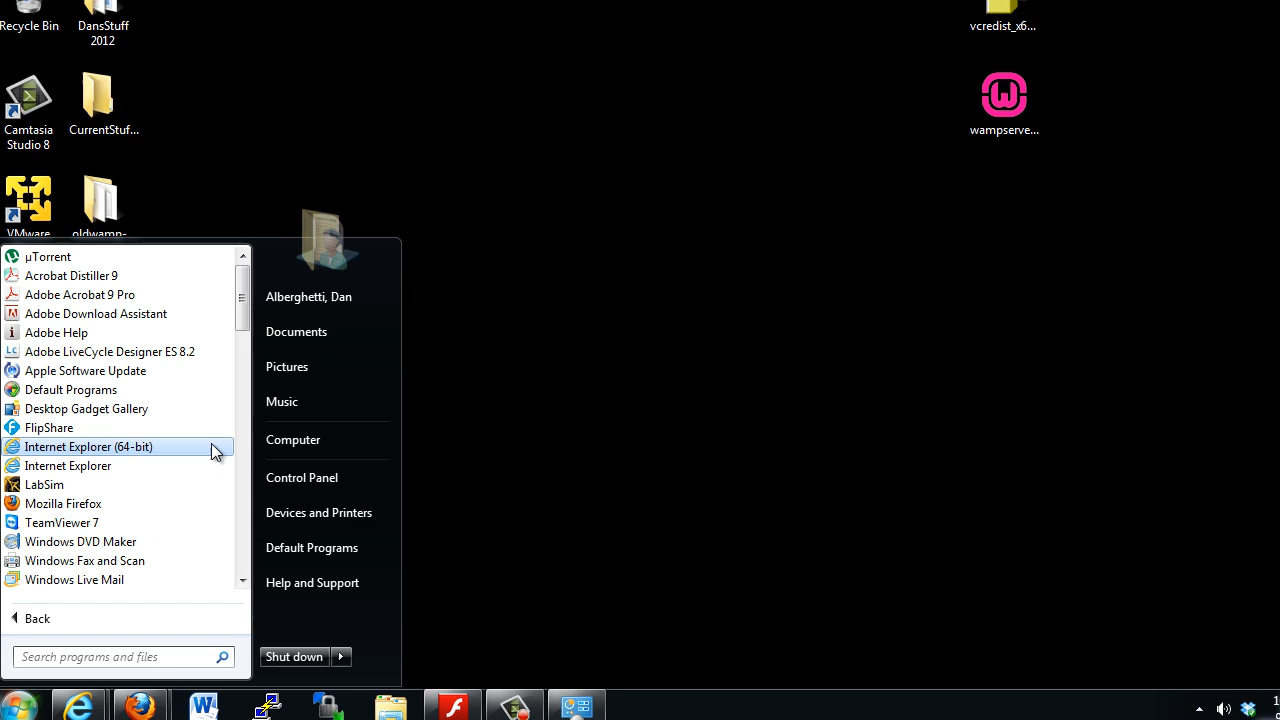 Recycle Bin
DansStuff
2012
vcredist_x6...
Camtasia
Studio 8
CurrentStuf...
wampserve...
VMware
oldwamp-
µTorrent
Acrobat Distiller 9
Adobe Acrobat 9 Pro
Adobe Download Assistant
Adobe Help
Adobe LiveCycle Designer ES 8.2
Apple Software Update
Default Programs
Desktop Gadget Gallery
FlipShare
Internet Explorer (64-bit)
Internet Explorer
LabSim
Mozilla Firefox
TeamViewer 7
Windows DVD Maker
Windows Fax and Scan
Windows Live Mail
Back
Search programs and files
Alberghetti, Dan
Documents
Pictures
Music
Computer
Control Panel
Devices and Printers
Default Programs
Help and Support
Shut down